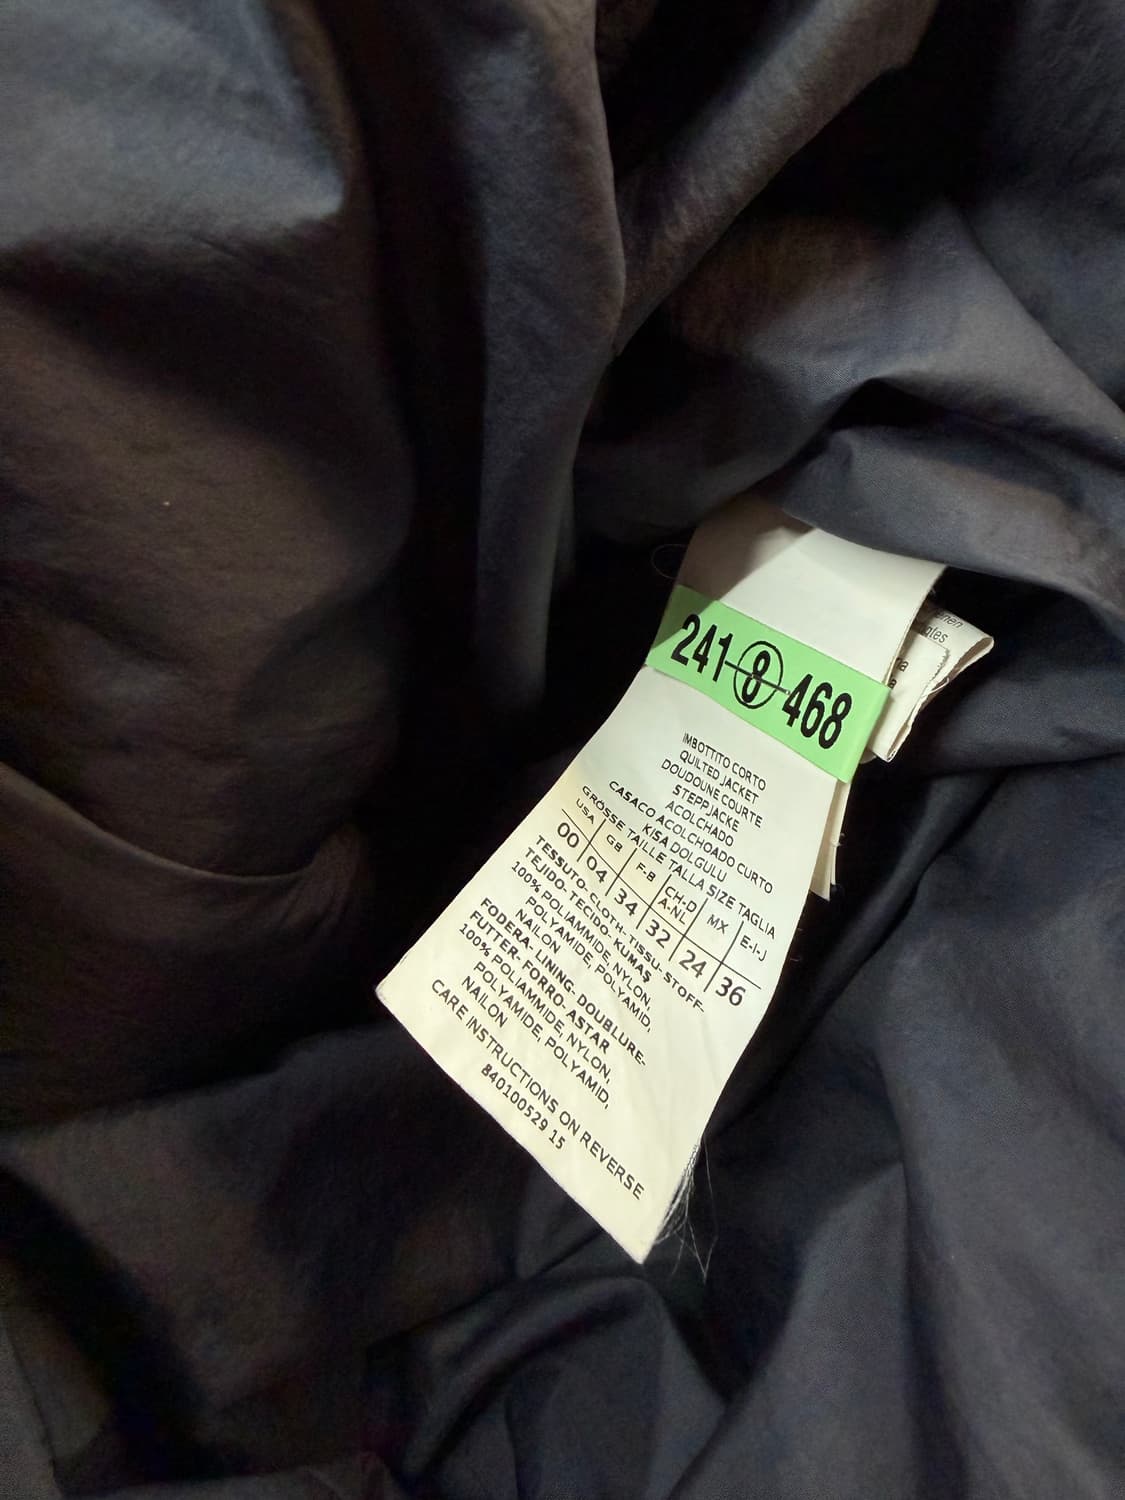 241-8-468
IMBOTTITO CORTO
QUILTED JACKET
DOUDOUNE COURTE
STEPPJACKE
ACOLCHADO
CASACO ACOLCHOADO CURTO
KISA DOLGULU
GRÖSSE TAILLE TALLA SIZE TAGLIA
USA GB F-B CH-D A-NL MX E-I-J
00 04 34 32 24 36
TESSUTO- CLOTH- TISSU- STOFF-
TEJIDO- TECIDO- KUMAŞ
100% POLIAMMIDE, NYLON,
POLYAMIDE, POLYAMID,
NAILON
FODERA- LINING- DOUBLURE-
FUTTER- FORRO- ASTAR
100% POLIAMMIDE, NYLON,
POLYAMIDE, POLYAMID,
NAILON
CARE INSTRUCTIONS ON REVERSE
840100529 15